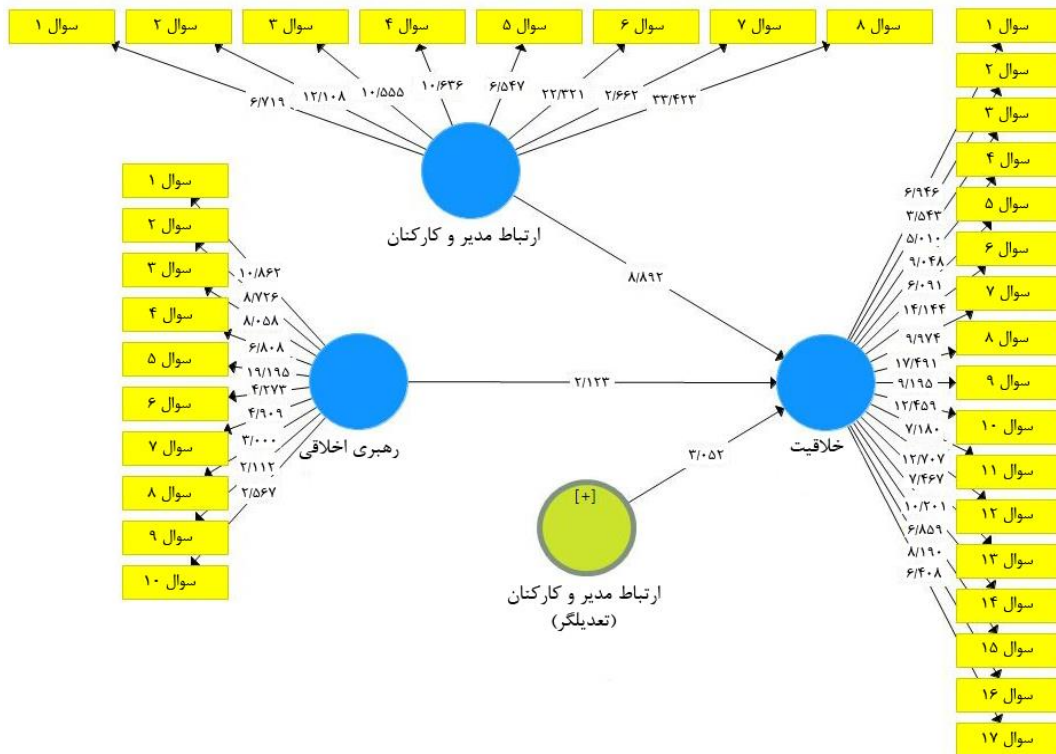 سوال ۱
سوال ۲
سوال ۳
سوال ۴
سوال ۵
سوال ۶
سوال ۷
سوال ۸
۶/۷۱۹
۱۲/۱۰۸
۱۰/۵۵۵
۱۰/۶۳۶
۶/۵۴۷
۲۲/۳۲۱
۲/۶۶۲
۳۳/۴۲۳
ارتباط مدیر و کارکنان
۸/۸۹۲
سوال ۱
سوال ۲
سوال ۳
سوال ۴
سوال ۵
سوال ۶
سوال ۷
سوال ۸
سوال ۹
سوال ۱۰
۱۰/۸۶۲
۸/۷۲۶
۸/۰۵۸
۶/۸۰۸
۱۹/۱۹۵
۴/۲۷۳
۴/۹۰۹
۳/۰۰۰
۲/۱۱۲
۲/۵۶۷
رهبری اخلاقی
۲/۱۲۳
[+]
ارتباط مدیر و کارکنان
(تعدیلگر)
۳/۰۵۲
خلاقیت
۶/۹۴۶
۳/۵۴۳
۵/۰۱۰
۹/۰۴۸
۶/۰۹۱
۱۴/۱۴۴
۹/۹۷۴
۱۷/۴۹۱
۹/۱۹۵
۱۲/۴۵۹
۷/۱۸۰
۱۲/۷۰۷
۷/۴۶۷
۱۰/۲۰۱
۶/۸۵۹
۸/۱۹۰
۶/۴۰۸
سوال ۱
سوال ۲
سوال ۳
سوال ۴
سوال ۵
سوال ۶
سوال ۷
سوال ۸
سوال ۹
سوال ۱۰
سوال ۱۱
سوال ۱۲
سوال ۱۳
سوال ۱۴
سوال ۱۵
سوال ۱۶
سوال ۱۷